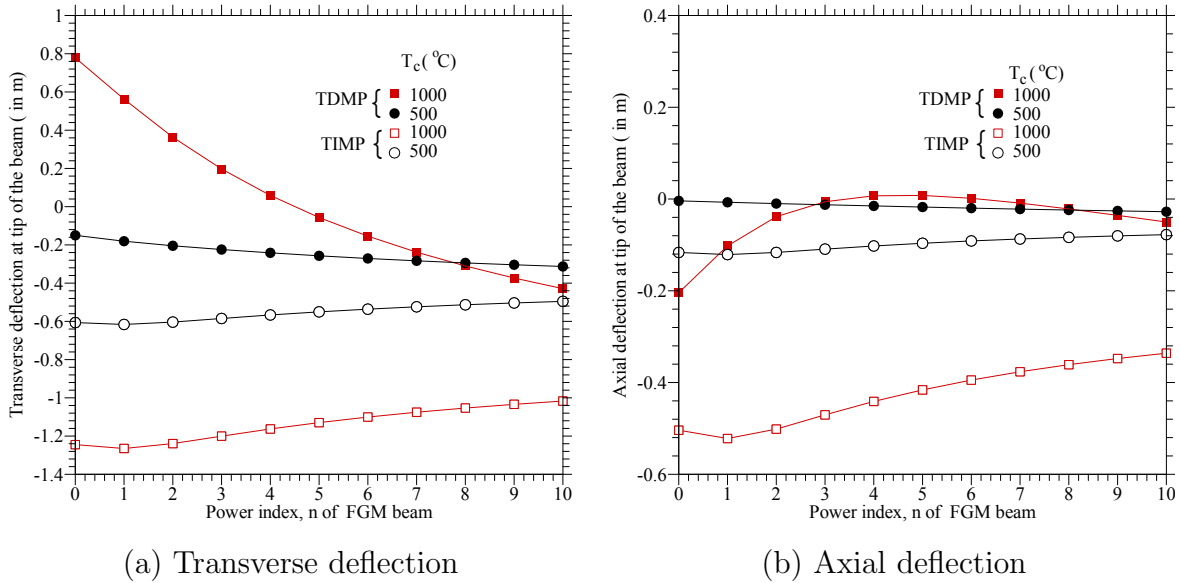 1
0.8
0.6
0.4
0.2
0
-0.2
-0.4
-0.6
-0.8
-1
-1.2
-1.4
Transverse deflection at tip of the beam ( in m)
T_c ( °C)
TDMP { 1000
500
TIMP { 1000
500
0 1 2 3 4 5 6 7 8 9 10
Power index, n of FGM beam
(a) Transverse deflection
0.4
0.2
0
-0.2
-0.4
-0.6
Axial deflection at tip of the beam ( in m)
T_c ( °C)
TDMP { 1000
500
TIMP { 1000
500
0 1 2 3 4 5 6 7 8 9 10
Power index, n of FGM beam
(b) Axial deflection